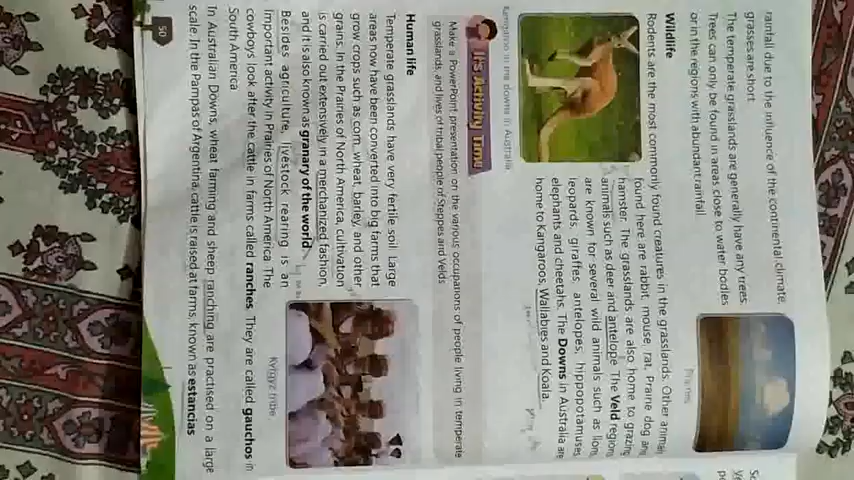 rainfall due to the influence of the continental climate,
grasses are short
The temperate grasslands are generally have any trees
Trees can only be found in areas close to water bodies
or in the regions with abundant rainfall
Prairies
Wildlife
Rodents are the most commonly found creatures in the grasslands. Other animals
found here are rabbit, mouse, rat, Prairie dog and
hamster. The grasslands are also home to grazing
animals such as deer and antelope. The Veld regions
are known for several wild animals such as lions,
leopards, giraffes, antelopes, hippopotamuses,
elephants and cheetahs. The Downs in Australia are
home to Kangaroos, Wallabies and Koala.
Kangaroo in the downs in Australia
It's Activity Time
Make a PowerPoint presentation on the various occupations of people living in temperate
grasslands, and lives of tribal people of Steppes and Velds
Human life
Temperate grasslands have very fertile soil. Large
areas now have been converted into big farms that
grow crops such as corn, wheat, barley, and other
grains. In the Prairies of North America, cultivation
is carried out extensively in a merchanized fashion,
and it is also known as granary of the world.
Besides agriculture, livestock rearing is an
important activity in Prairies of North America. The
Kyrgyz tribe
cowboys look after the cattle in farms called ranches. They are called gauchos in
South America
In Australian Downs, wheat farming and sheep ranching are practised on a large
scale. In the Pampas of Argentina, cattle is raised at farms, known as estancias
50